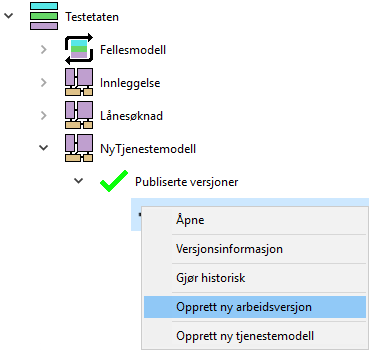 Testetaten
Fellesmodell
Innleggelse
Lånesøknad
NyTjenestemodell
Publiserte versjoner
Åpne
Versjonsinformasjon
Gjør historisk
Opprett ny arbeidsversjon
Opprett ny tjenestemodell